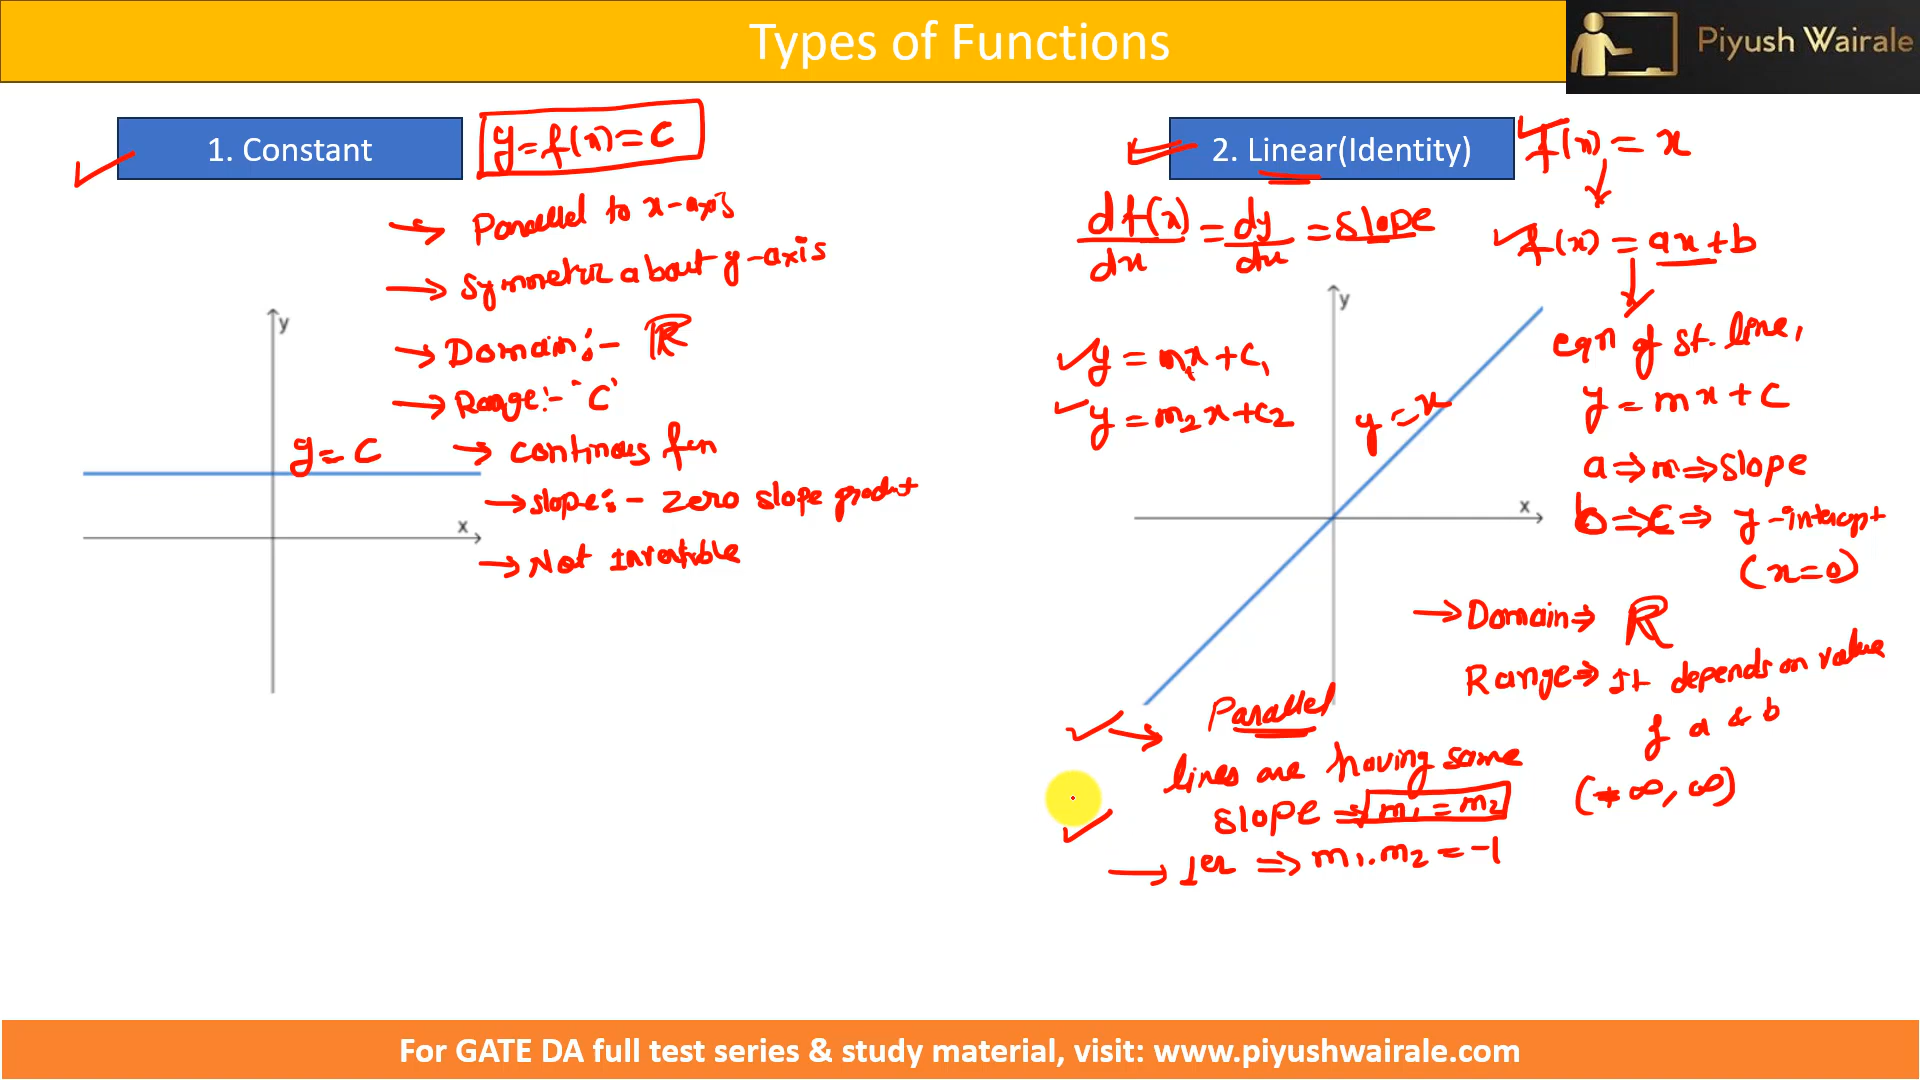 Types of Functions
Piyush Wairale
1. Constant
y = f(x) = c
→ Parallel to x-axis
→ Symmetric about y-axis
→ Domain :- ℝ
→ Range :- 'C'
y = c
→ continous fcn
→ slope :- zero slope
→ Not Invertible
y
x
2. Linear(Identity)
f(x) = x
f(x) = ax + b
df(x)/dx = dy/dx = slope
eqn of st. line,
y = mx + c
a ⇒ m ⇒ slope
b ⇒ c ⇒ y-intercept
(x = 0)
y = m₁x + c₁
y = m₂x + c₂
y = x
y
x
→ Domain ⇒ ℝ
Range ⇒ It depends on value
of a & b
(-∞, ∞)
→ Parallel
lines are having same
slope ⇒ m₁ = m₂
→ ⊥er ⇒ m₁.m₂ = -1
For GATE DA full test series & study material, visit: www.piyushwairale.com